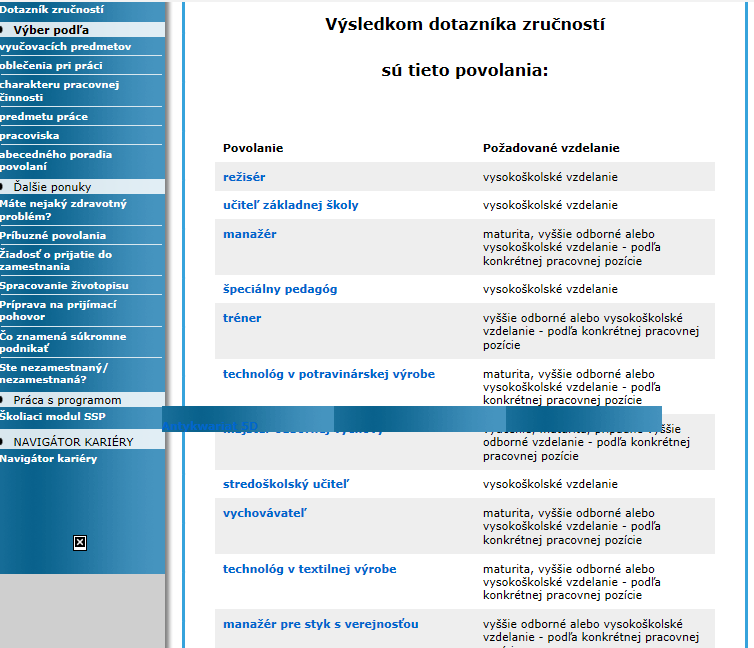 Dotazník zručností
Výber podľa
vyučovacích predmetov
oblečenia pri práci
charakteru pracovnej
činnosti
predmetu práce
pracoviska
abecedného poradia
povolaní
Ďalšie ponuky
Máte nejaký zdravotný
problém?
Príbuzné povolania
Žiadosť o prijatie do
zamestnania
Spracovanie životopisu
Príprava na prijímací
pohovor
Čo znamená súkromne
podnikať
Ste nezamestnaný/
nezamestnaná?
Práca s programom
Školiaci modul SSP
NAVIGÁTOR KARIÉRY
Navigátor kariéry
Výsledkom dotazníka zručností
sú tieto povolania:
Povolanie Požadované vzdelanie
režisér vysokoškolské vzdelanie
učiteľ základnej školy vysokoškolské vzdelanie
manažér maturita, vyššie odborné alebo
vysokoškolské vzdelanie - podľa
konkrétnej pracovnej pozície
špeciálny pedagóg vysokoškolské vzdelanie
tréner vyššie odborné alebo vysokoškolské
vzdelanie - podľa konkrétnej pracovnej
pozície
technológ v potravinárskej výrobe maturita, vyššie odborné alebo
vysokoškolské vzdelanie - podľa
konkrétnej pracovnej pozície
odborné vzdelanie - podľa konkrétnej
pracovnej pozície
stredoškolský učiteľ vysokoškolské vzdelanie
vychovávateľ maturita, vyššie odborné alebo
vysokoškolské vzdelanie - podľa
konkrétnej pracovnej pozície
technológ v textilnej výrobe maturita, vyššie odborné alebo
vysokoškolské vzdelanie - podľa
konkrétnej pracovnej pozície
manažér pre styk s verejnosťou vyššie odborné alebo vysokoškolské
vzdelanie - podľa konkrétnej pracovnej